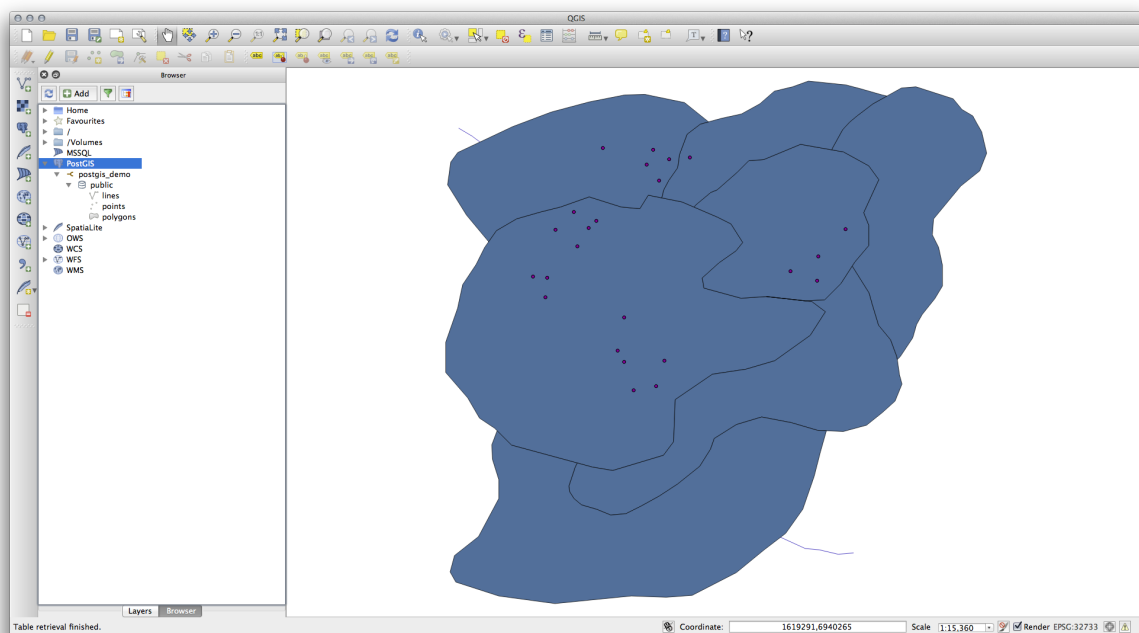 QGIS
Browser
Add
Home
Favourites
/
/Volumes
MSSQL
PostGIS
postgis_demo
public
lines
points
polygons
SpatiaLite
OWS
WCS
WFS
WMS
Layers
Browser
Table retrieval finished.
Coordinate:
1619291,6940265
Scale
1:15,360
Render
EPSG:32733